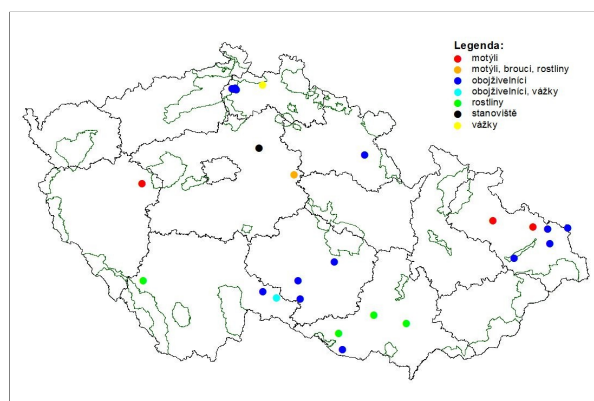 Legenda:
motýli
motýli, brouci, rostliny
obojživelníci
obojživelníci, vážky
rostliny
stanoviště
vážky